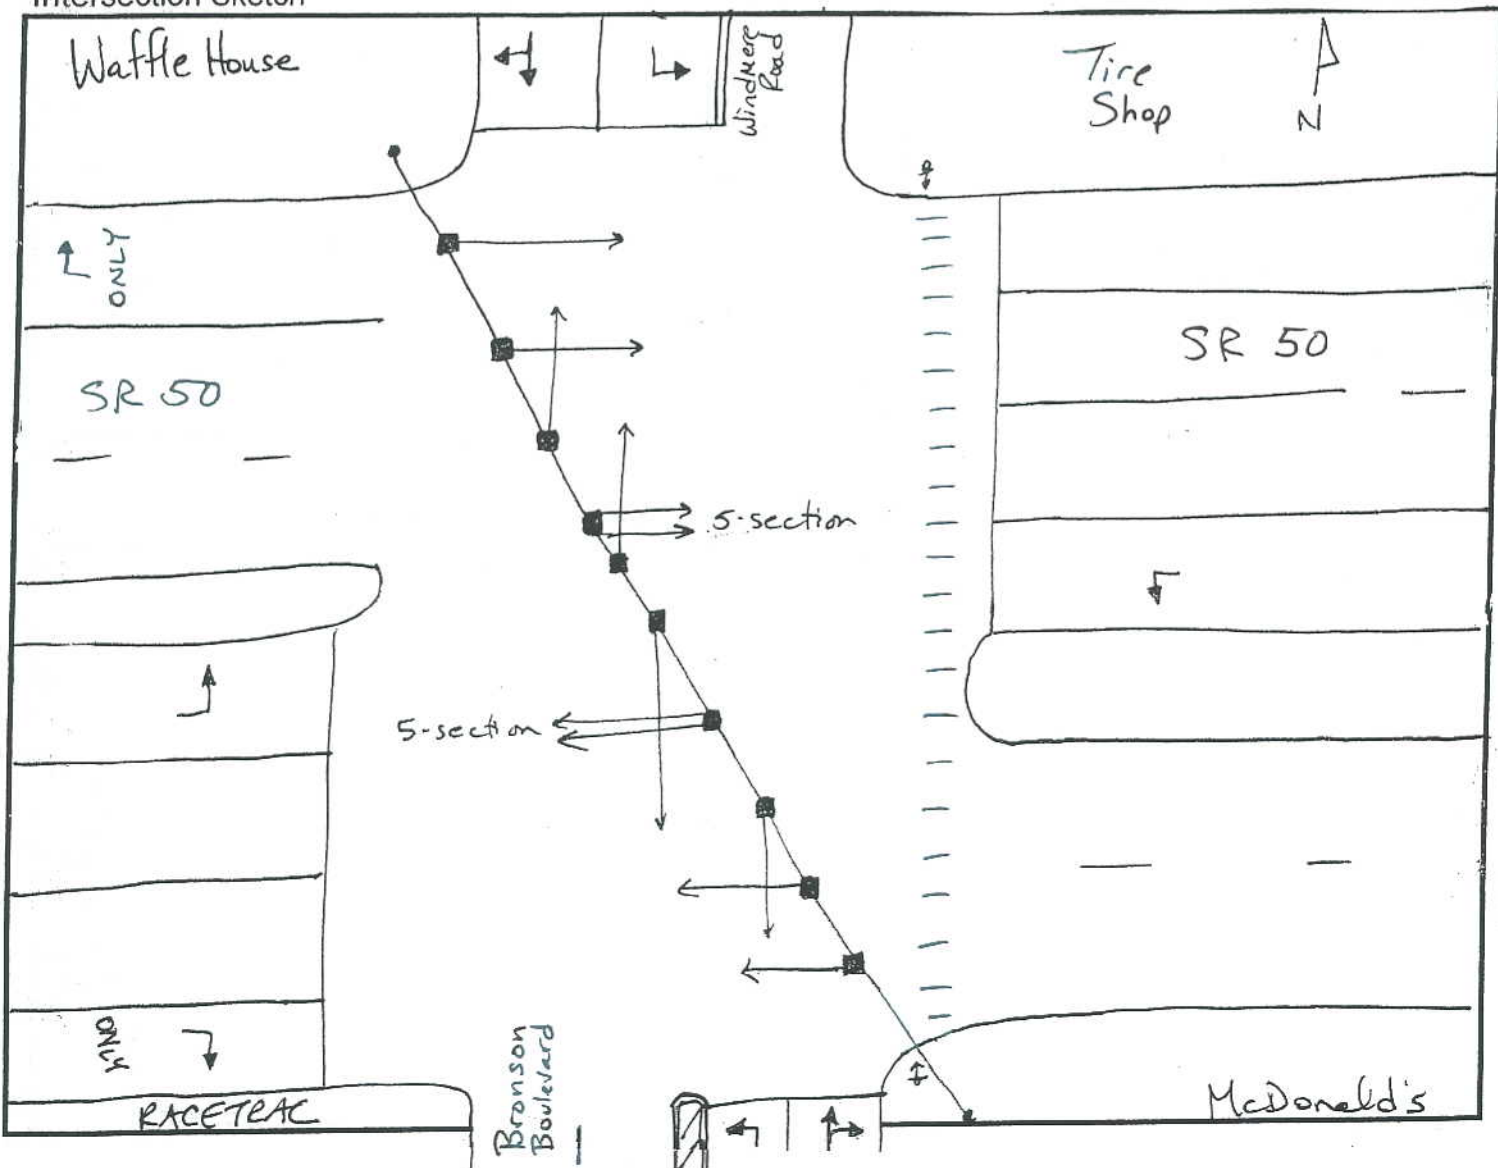 Intersection Sketch
Waffle House
Windmere
Road
Tire
Shop
N
ONLY
SR 50
SR 50
5-section
5-section
ONLY
Bronson
Boulevard
RACETRAC
McDonald's